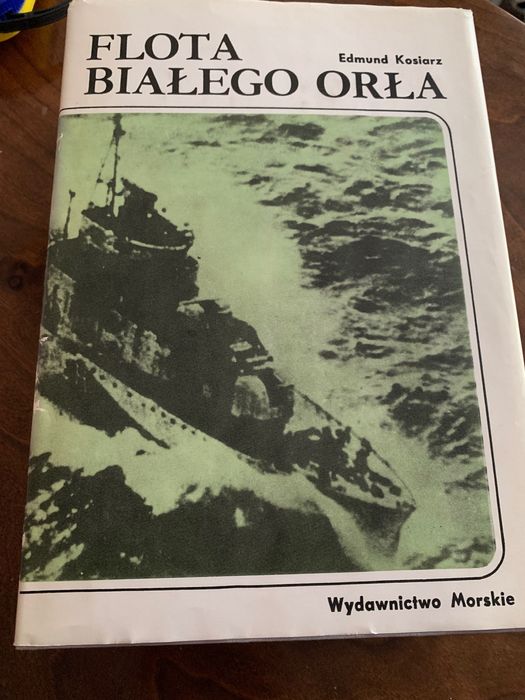 FLOTA
Edmund Kosiarz
BIAŁEGO ORŁA
Wydawnictwo Morskie